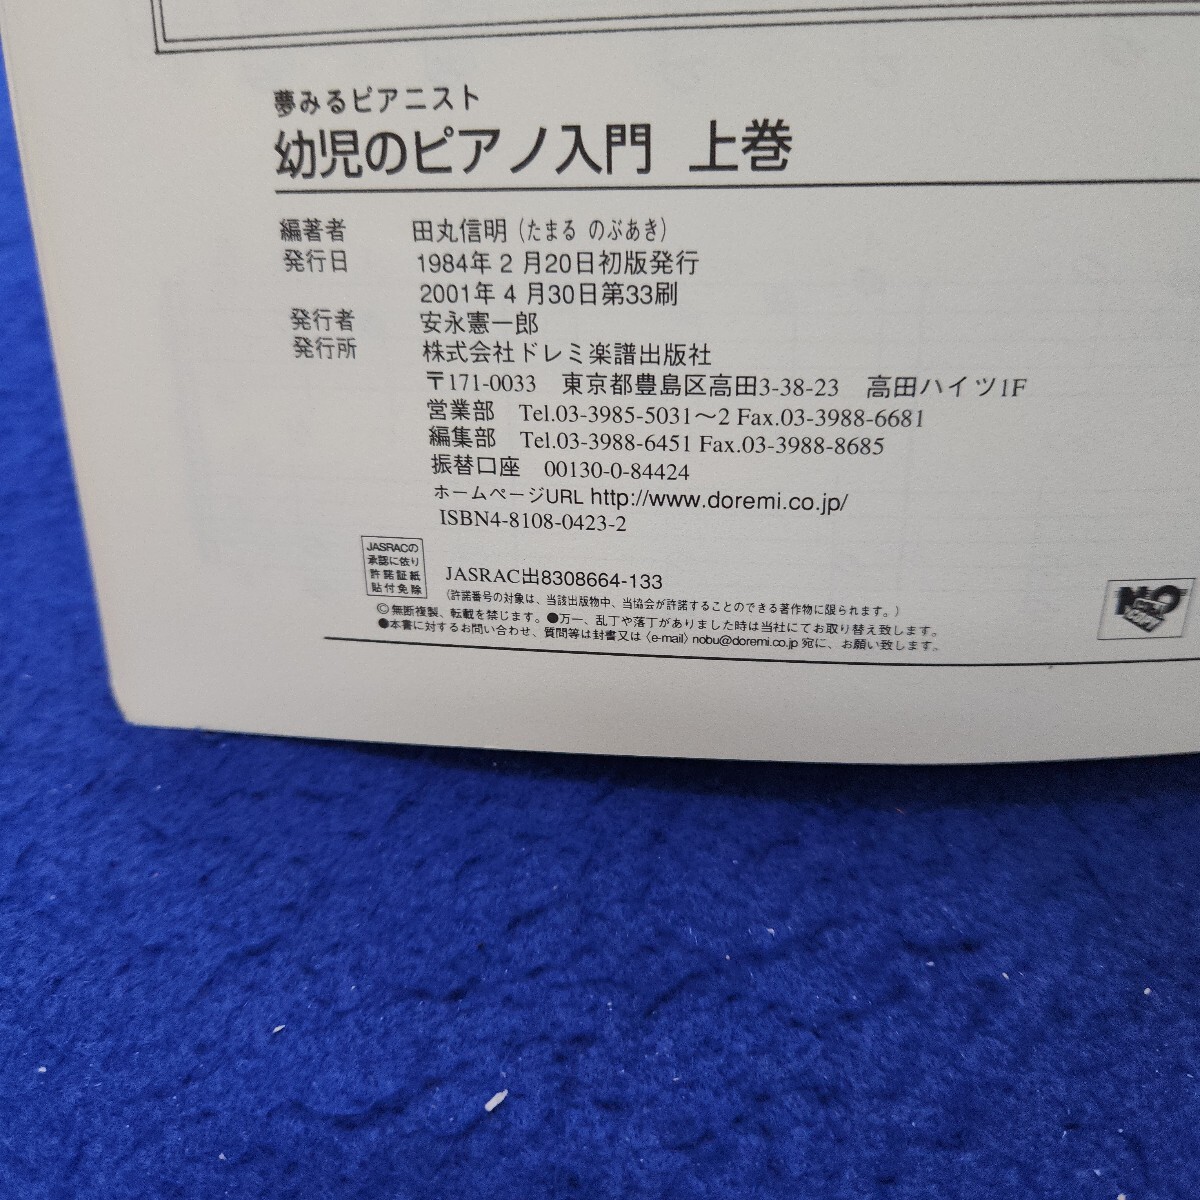 夢みるピアニスト
幼児のピアノ入門 上巻
編著者 田丸信明(たまる のぶあき)
発行日 1984年2月20日初版発行
2001年4月30日第33刷
発行者 安永憲一郎
発行所 株式会社ドレミ楽譜出版社
〒171-0033 東京都豊島区高田3-38-23 高田ハイツ1F
営業部 Tel.03-3985-5031〜2 Fax.03-3988-6681
編集部 Tel.03-3988-6451 Fax.03-3988-8685
振替口座 00130-0-84424
ホームページURL http://www.doremi.co.jp/
ISBN4-8108-0423-2
JASRACの
承認に依り
許諾証紙
貼付免除
JASRAC出8308664-133
(許諾番号の対象は、当該出版物中、当協会が許諾することのできる著作物に限られます。)
©無断複製、転載を禁じます。●万一、乱丁や落丁がありました時は当社にてお取り替え致します。
●本書に対するお問い合わせ、質問等は封書又は〈e-mail〉nobu@doremi.co.jp 宛に、お願い致します。
NO